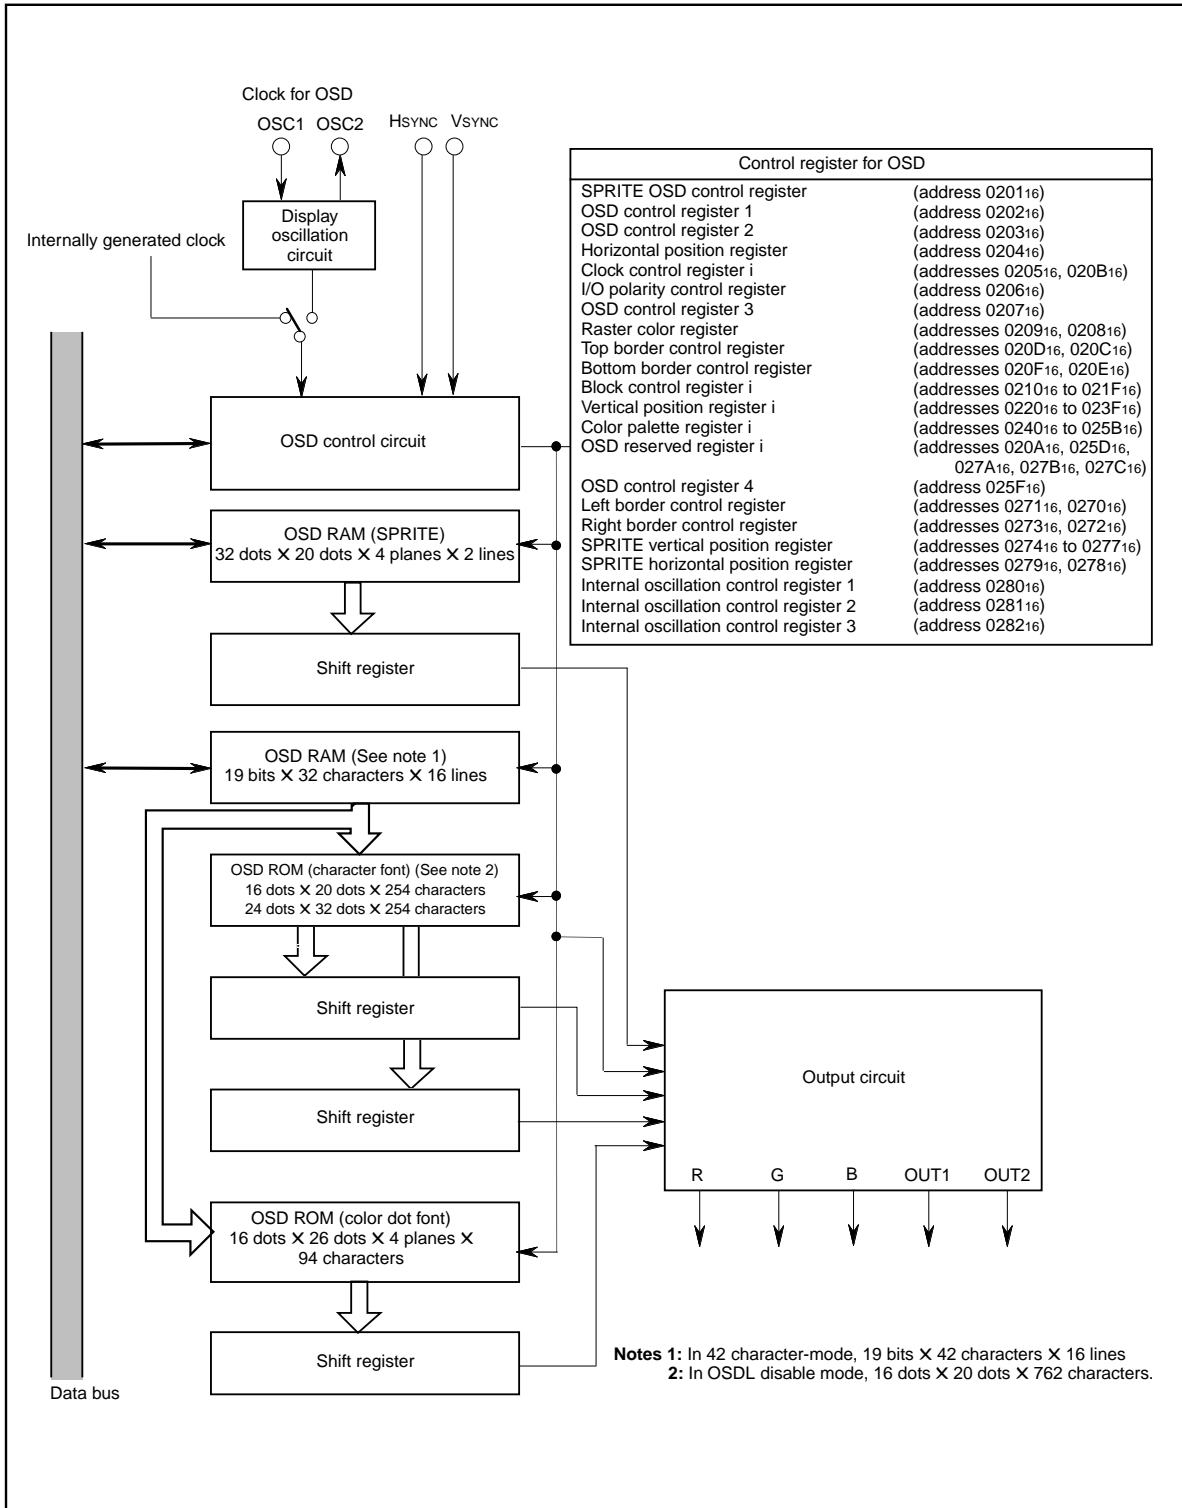 Clock for OSD
OSC1 OSC2 HSYNC VSYNC
Display
oscillation
circuit
Internally generated clock
Control register for OSD
SPRITE OSD control register (address 0201₁₆)
OSD control register 1 (address 0202₁₆)
OSD control register 2 (address 0203₁₆)
Horizontal position register (address 0204₁₆)
Clock control register i (addresses 0205₁₆, 020B₁₆)
I/O polarity control register (address 0206₁₆)
OSD control register 3 (address 0207₁₆)
Raster color register (addresses 0209₁₆, 0208₁₆)
Top border control register (addresses 020D₁₆, 020C₁₆)
Bottom border control register (addresses 020F₁₆, 020E₁₆)
Block control register i (addresses 0210₁₆ to 021F₁₆)
Vertical position register i (addresses 0220₁₆ to 023F₁₆)
Color palette register i (addresses 0240₁₆ to 025B₁₆)
OSD reserved register i (addresses 020A₁₆, 025D₁₆,
027A₁₆, 027B₁₆, 027C₁₆)
OSD control register 4 (address 025F₁₆)
Left border control register (addresses 0271₁₆, 0270₁₆)
Right border control register (addresses 0273₁₆, 0272₁₆)
SPRITE vertical position register (addresses 0274₁₆ to 0277₁₆)
SPRITE horizontal position register (addresses 0279₁₆, 0278₁₆)
Internal oscillation control register 1 (address 0280₁₆)
Internal oscillation control register 2 (address 0281₁₆)
Internal oscillation control register 3 (address 0282₁₆)
OSD control circuit
OSD RAM (SPRITE)
32 dots × 20 dots × 4 planes × 2 lines
Shift register
OSD RAM (See note 1)
19 bits × 32 characters × 16 lines
OSD ROM (character font) (See note 2)
16 dots × 20 dots × 254 characters
24 dots × 32 dots × 254 characters
Shift register
Shift register
Output circuit
R G B OUT1 OUT2
OSD ROM (color dot font)
16 dots × 26 dots × 4 planes ×
94 characters
Shift register
Data bus
Notes 1: In 42 character-mode, 19 bits × 42 characters × 16 lines
2: In OSDL disable mode, 16 dots × 20 dots × 762 characters.